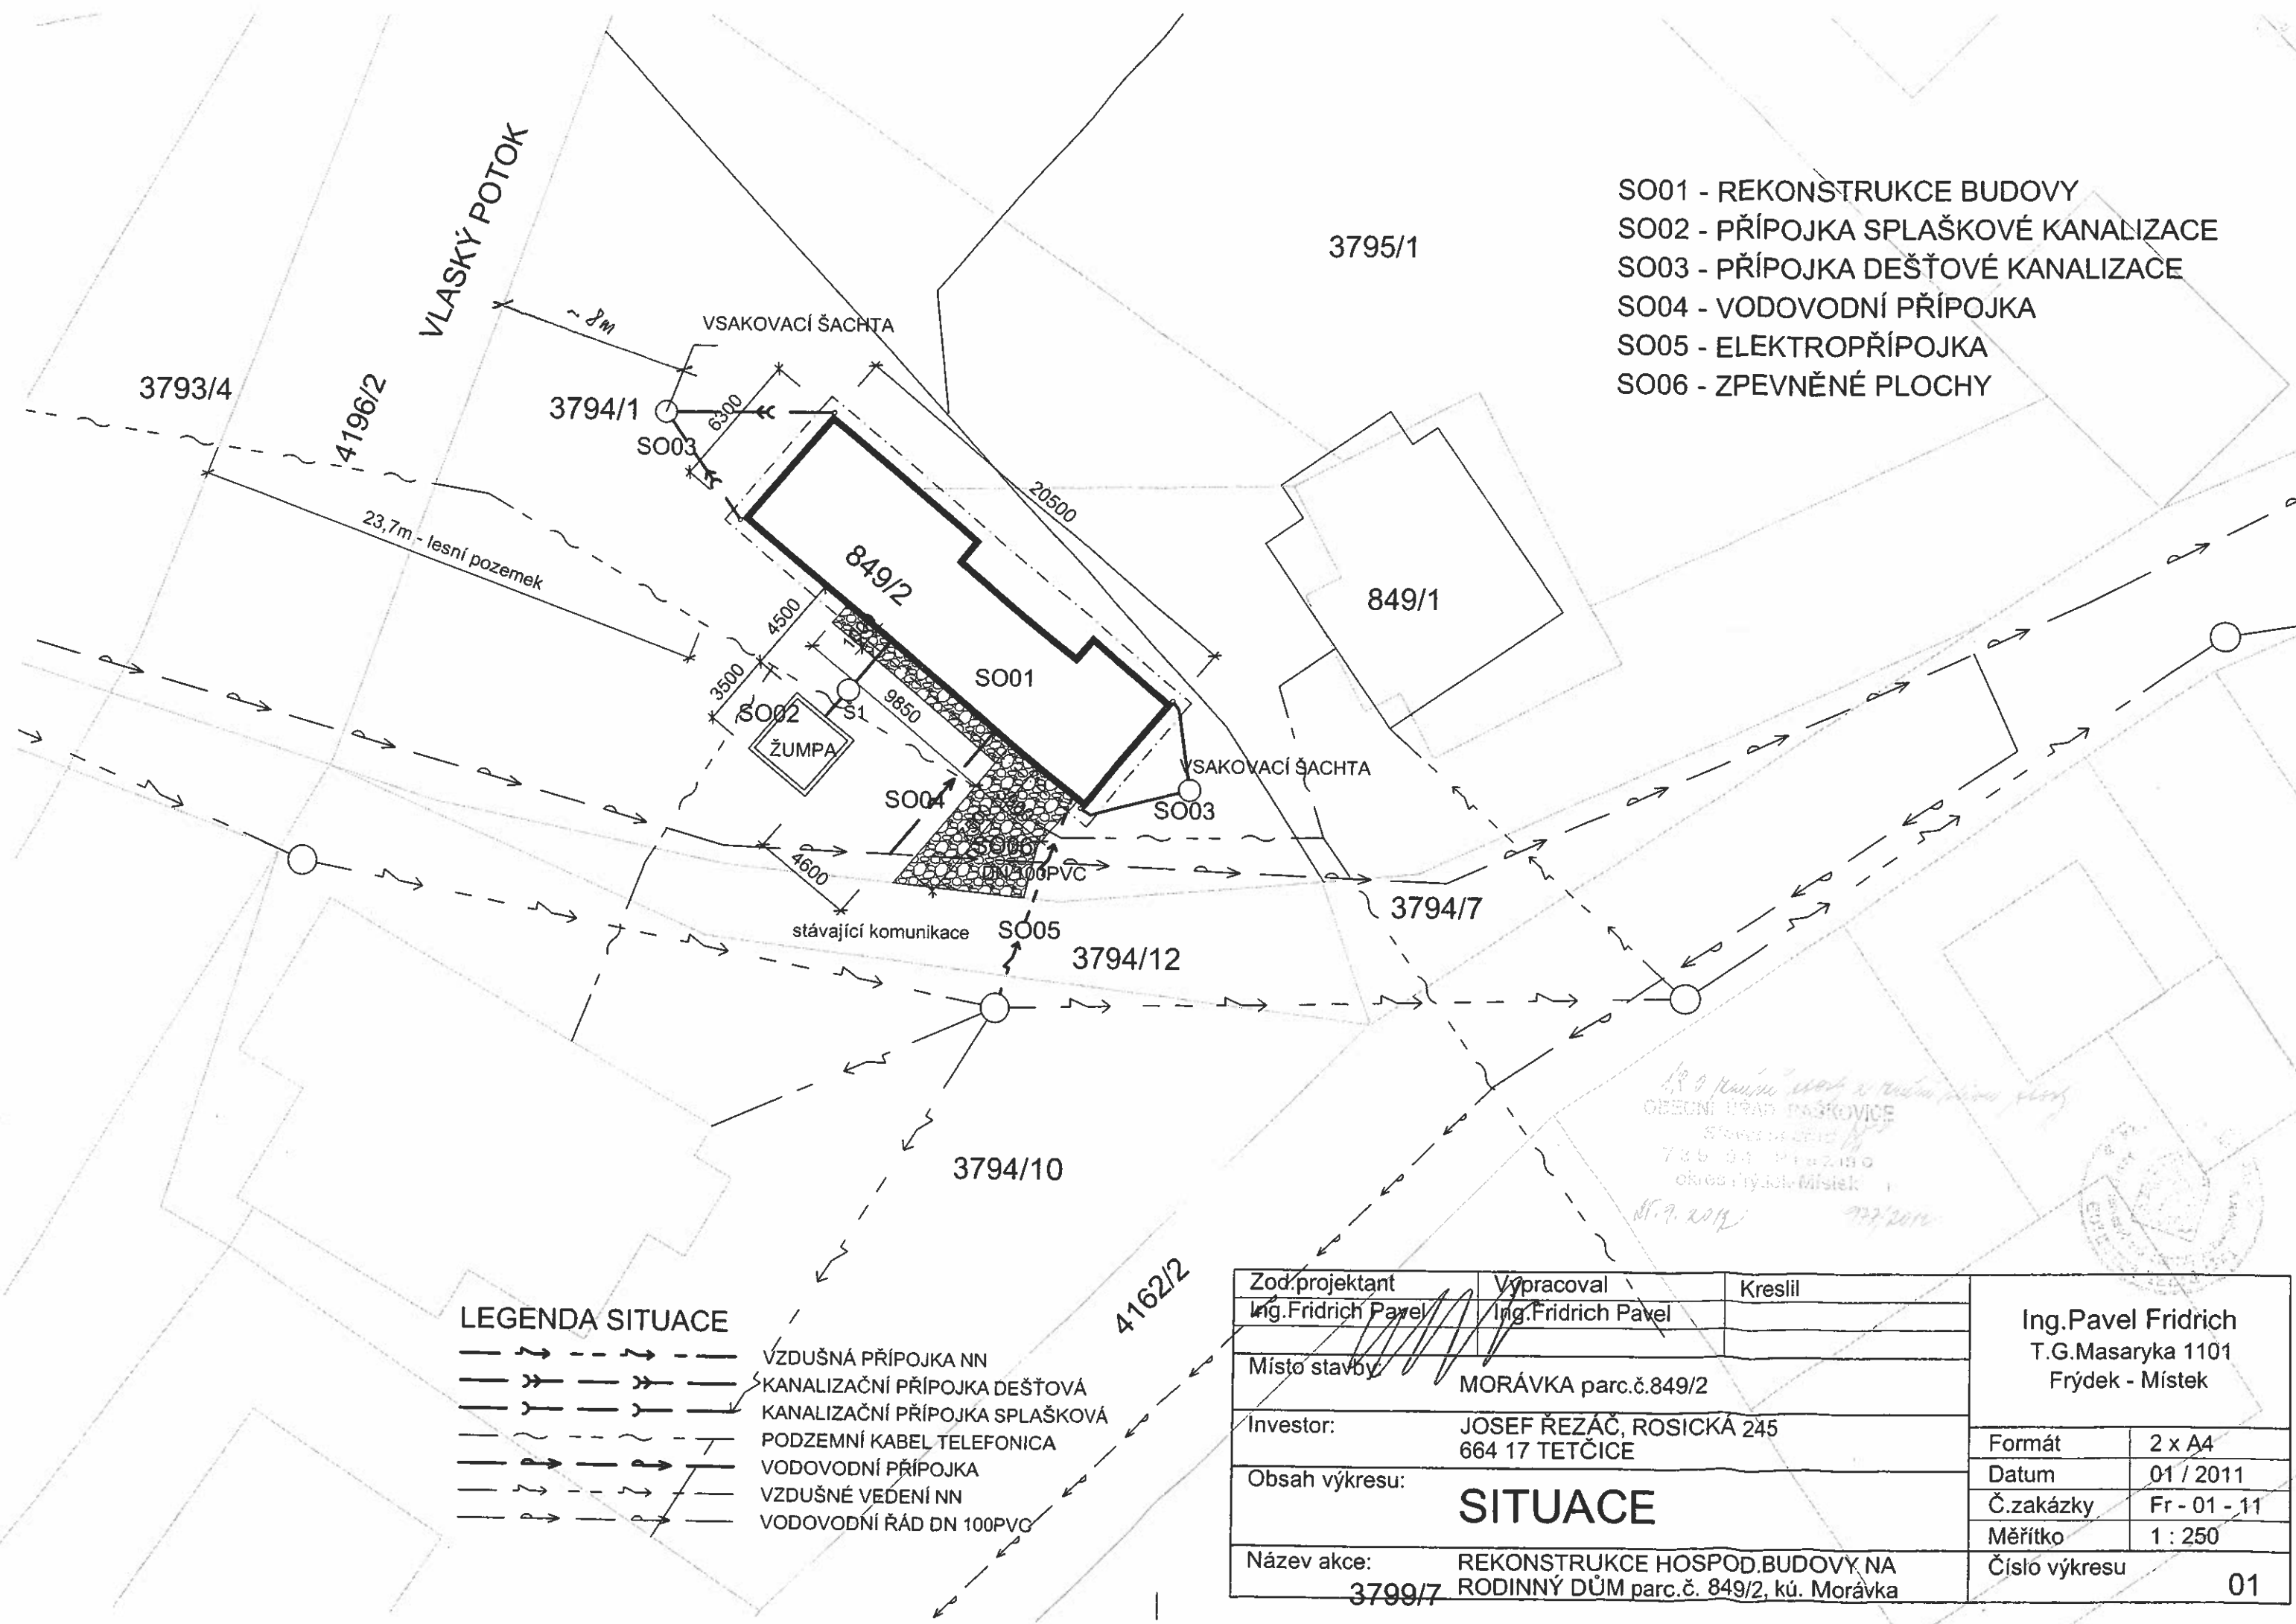 SO01 - REKONSTRUKCE BUDOVY
SO02 - PŘÍPOJKA SPLAŠKOVÉ KANALIZACE
SO03 - PŘÍPOJKA DEŠŤOVÉ KANALIZACE
SO04 - VODOVODNÍ PŘÍPOJKA
SO05 - ELEKTROPŘÍPOJKA
SO06 - ZPEVNĚNÉ PLOCHY
VLASKÝ POTOK
3795/1
~ 8m
VSAKOVACÍ ŠACHTA
3793/4
4196/2
3794/1
SO03
6300
20500
23,7m - lesní pozemek
849/2
849/1
4500
3500
SO01
SO02
Š1
9850
ŽUMPA
VSAKOVACÍ ŠACHTA
SO04
SO03
SO06
4600
DN 100PVC
3794/7
stávající komunikace
SO05
3794/12
3794/10
4162/2
OBECNÍ ÚŘAD RAŠKOVICE
977/2012
LEGENDA SITUACE
VZDUŠNÁ PŘÍPOJKA NN
KANALIZAČNÍ PŘÍPOJKA DEŠŤOVÁ
KANALIZAČNÍ PŘÍPOJKA SPLAŠKOVÁ
PODZEMNÍ KABEL TELEFONICA
VODOVODNÍ PŘÍPOJKA
VZDUŠNÉ VEDENÍ NN
VODOVODNÍ ŘÁD DN 100PVC
Zod.projektant Vypracoval Kreslil
Ing.Fridrich Pavel Ing.Fridrich Pavel
Místo stavby:
MORÁVKA parc.č.849/2
Investor: JOSEF ŘEZÁČ, ROSICKÁ 245
664 17 TETČICE
Obsah výkresu:
SITUACE
Název akce: REKONSTRUKCE HOSPOD.BUDOVY NA
RODINNÝ DŮM parc.č. 849/2, kú. Morávka
3799/7
Ing.Pavel Fridrich
T.G.Masaryka 1101
Frýdek - Místek
Formát 2 x A4
Datum 01 / 2011
Č.zakázky Fr - 01 - 11
Měřítko 1 : 250
Číslo výkresu
01